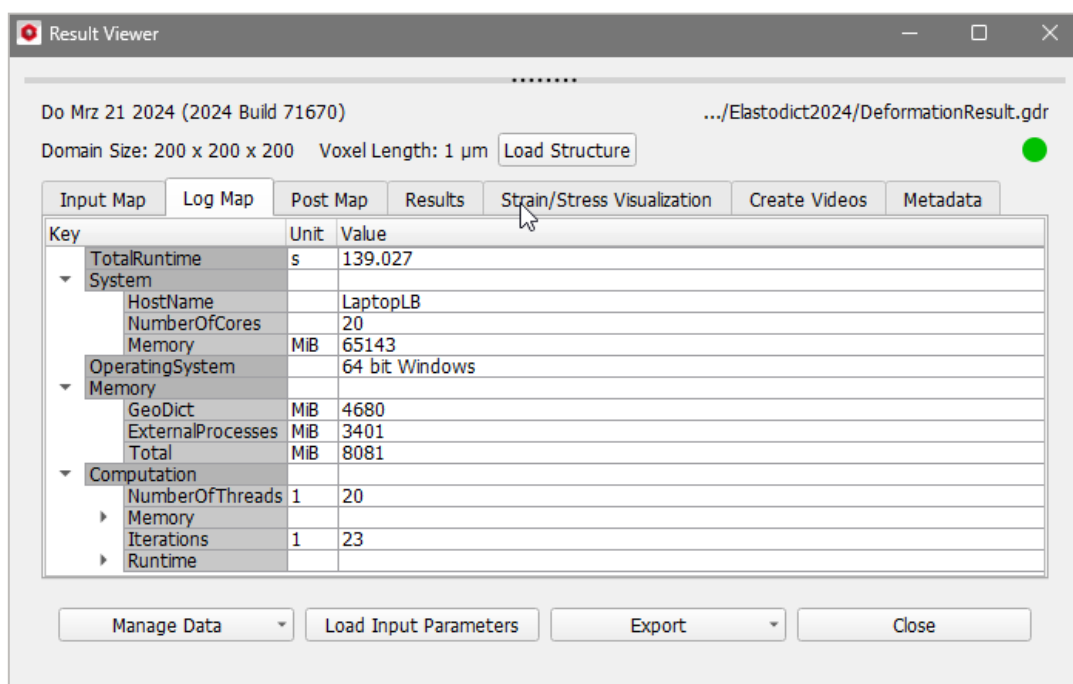 Result Viewer
Do Mrz 21 2024 (2024 Build 71670) .../Elastodict2024/DeformationResult.gdr
Domain Size: 200 x 200 x 200 Voxel Length: 1 µm Load Structure
Input Map Log Map Post Map Results Strain/Stress Visualization Create Videos Metadata
Key Unit Value
TotalRuntime s 139.027
System
HostName LaptopLB
NumberOfCores 20
Memory MiB 65143
OperatingSystem 64 bit Windows
Memory
GeoDict MiB 4680
ExternalProcesses MiB 3401
Total MiB 8081
Computation
NumberOfThreads 1 20
Memory
Iterations 1 23
Runtime
Manage Data Load Input Parameters Export Close